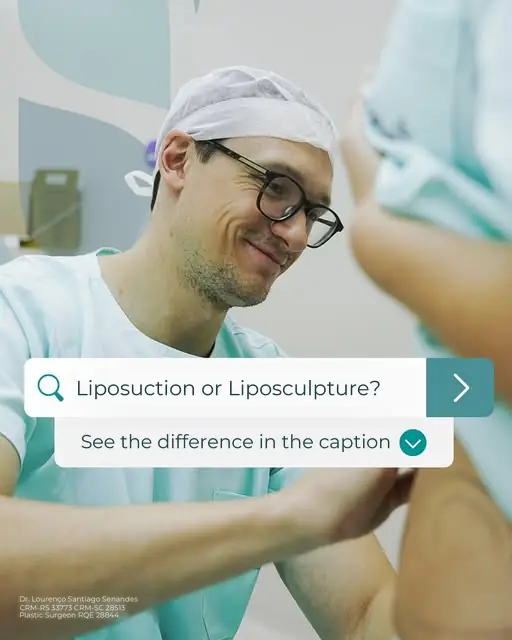 Liposuction or Liposculpture?
See the difference in the caption
Dr. Lourenço Santiago Senandes
CRM-RS 33773 CRM-SC 28513
Plastic Surgeon RQE 28844